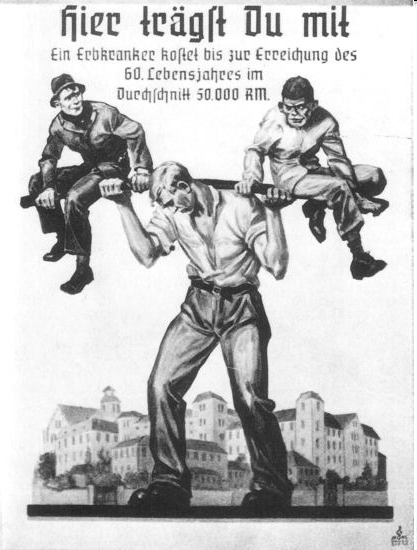 Hier trägst Du mit
Ein Erbkranker kostet bis zur Erreichung des
60. Lebensjahres im
Durchschnitt 50.000 RM.